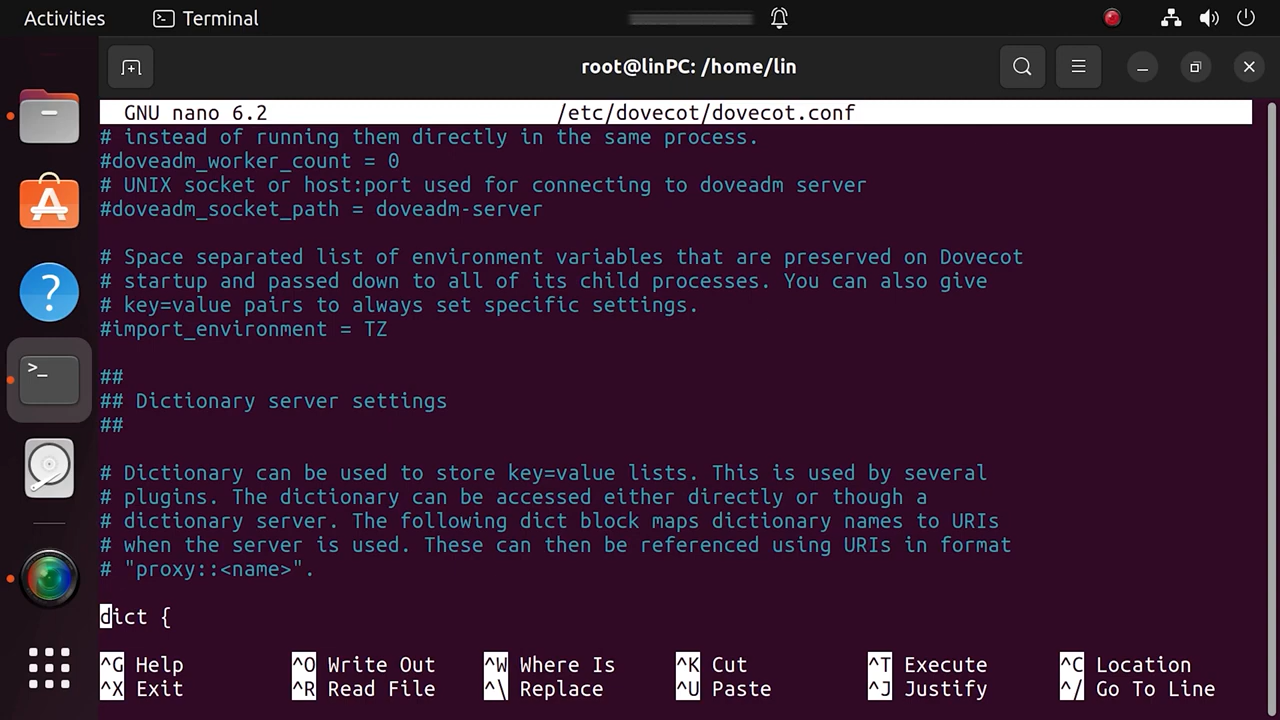 Activities
Terminal
root@linPC: /home/lin
GNU nano 6.2 /etc/dovecot/dovecot.conf
# instead of running them directly in the same process.
#doveadm_worker_count = 0
# UNIX socket or host:port used for connecting to doveadm server
#doveadm_socket_path = doveadm-server
# Space separated list of environment variables that are preserved on Dovecot
# startup and passed down to all of its child processes. You can also give
# key=value pairs to always set specific settings.
#import_environment = TZ
##
## Dictionary server settings
##
# Dictionary can be used to store key=value lists. This is used by several
# plugins. The dictionary can be accessed either directly or though a
# dictionary server. The following dict block maps dictionary names to URIs
# when the server is used. These can then be referenced using URIs in format
# "proxy::<name>".
dict {
^G Help ^O Write Out ^W Where Is ^K Cut ^T Execute ^C Location
^X Exit ^R Read File ^\ Replace ^U Paste ^J Justify ^/ Go To Line